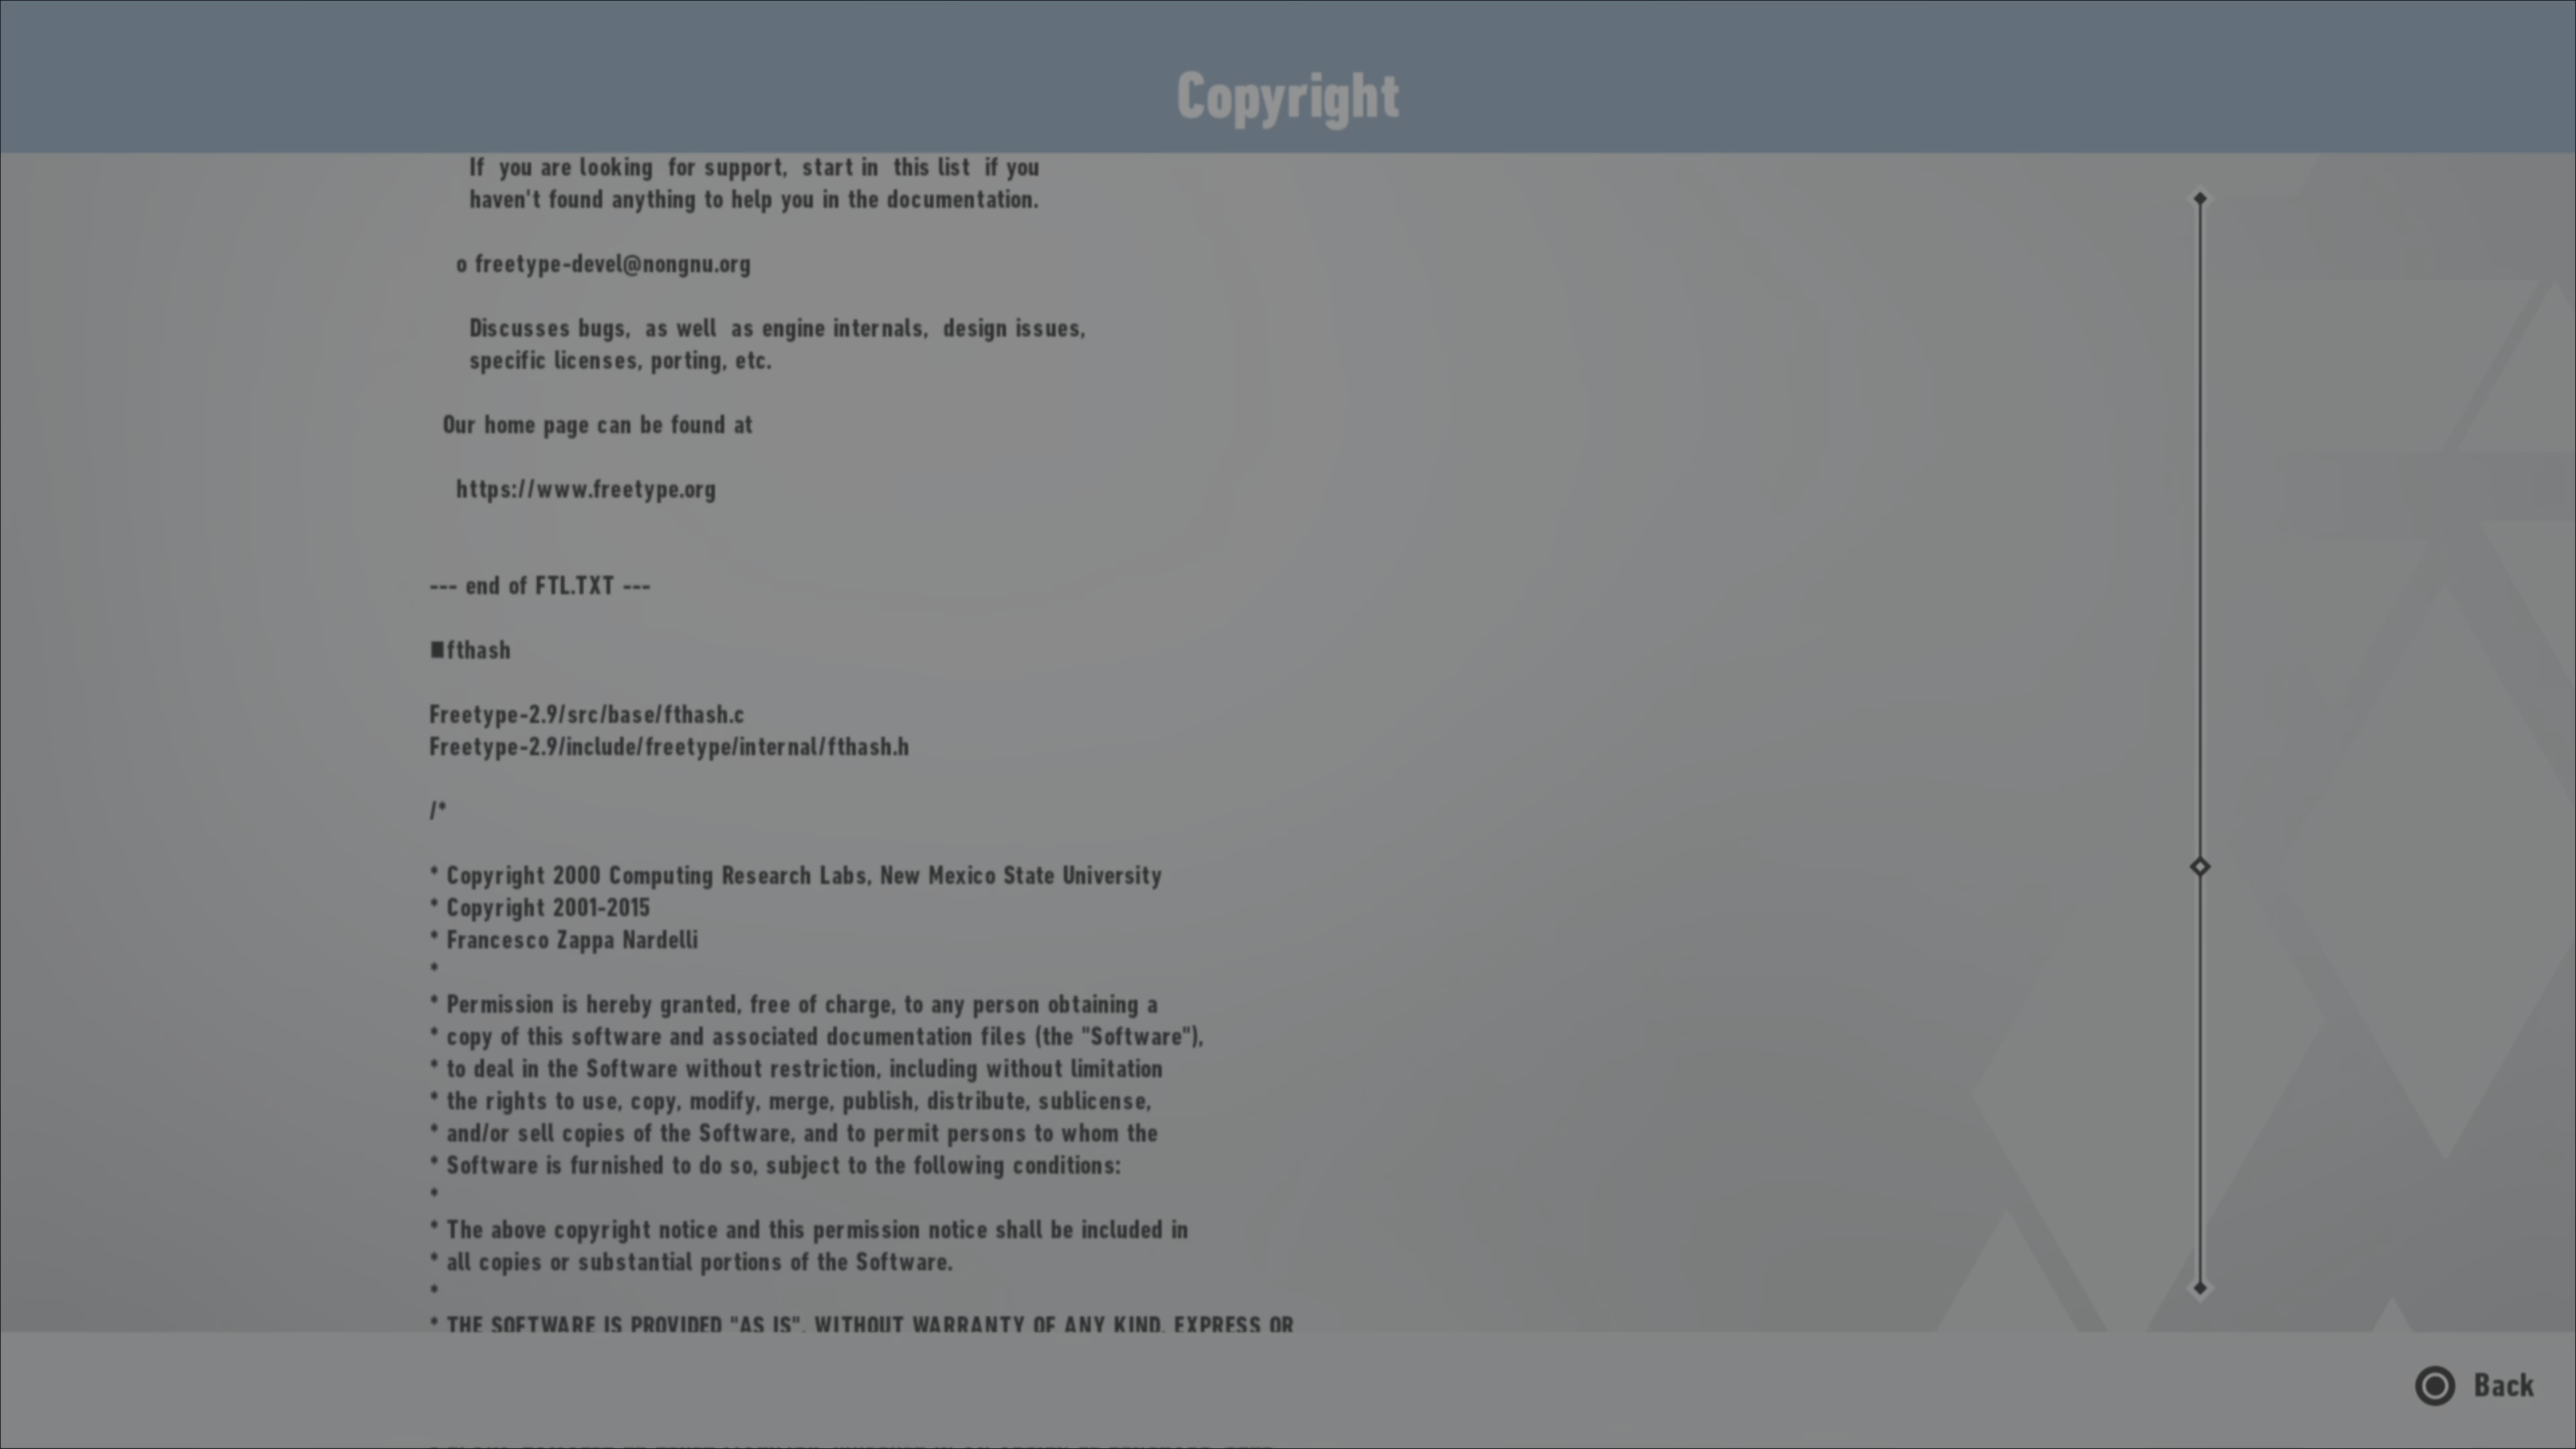 Copyright
If you are looking for support, start in this list if you
haven't found anything to help you in the documentation.
o freetype-devel@nongnu.org
Discusses bugs, as well as engine internals, design issues,
specific licenses, porting, etc.
Our home page can be found at
https://www.freetype.org
--- end of FTL.TXT ---
■fthash
Freetype-2.9/src/base/fthash.c
Freetype-2.9/include/freetype/internal/fthash.h
/*
* Copyright 2000 Computing Research Labs, New Mexico State University
* Copyright 2001-2015
* Francesco Zappa Nardelli
*
* Permission is hereby granted, free of charge, to any person obtaining a
* copy of this software and associated documentation files (the "Software"),
* to deal in the Software without restriction, including without limitation
* the rights to use, copy, modify, merge, publish, distribute, sublicense,
* and/or sell copies of the Software, and to permit persons to whom the
* Software is furnished to do so, subject to the following conditions:
*
* The above copyright notice and this permission notice shall be included in
* all copies or substantial portions of the Software.
*
* THE SOFTWARE IS PROVIDED "AS IS", WITHOUT WARRANTY OF ANY KIND, EXPRESS OR
Back